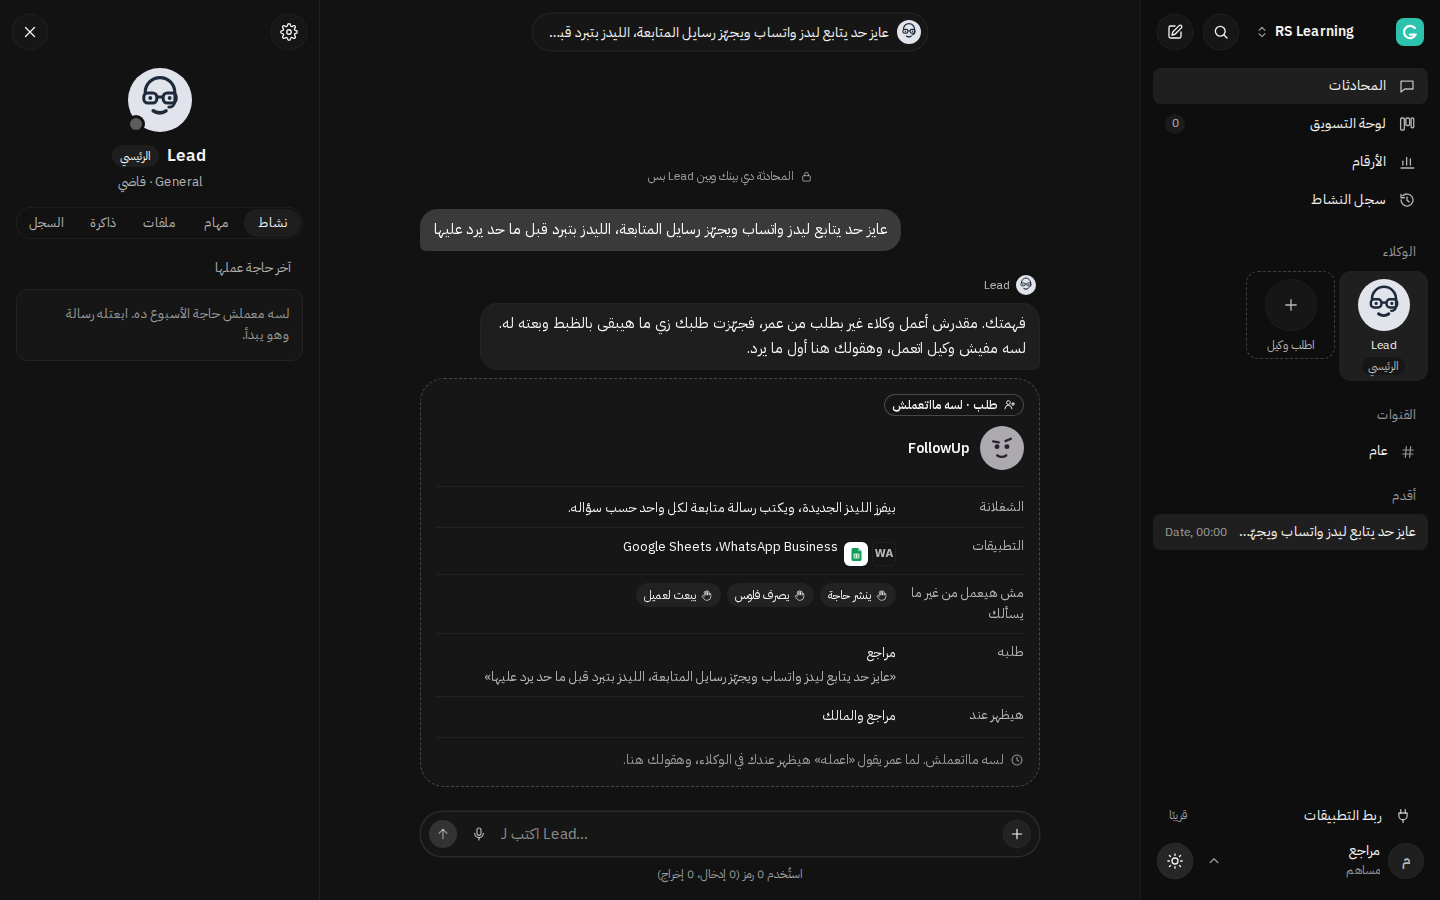 RS Learning
المحادثات
لوحة التسويق
0
الأرقام
سجل النشاط
الوكلاء
Lead
الرئيسي
اطلب وكيل
القنوات
عام
أقدم
عايز حد يتابع ليدز واتساب ويجهّ...
Date, 00:00
ربط التطبيقات
قريبًا
م
مراجع
مساهم
عايز حد يتابع ليدز واتساب ويجهّز رسايل المتابعة، الليدز بتبرد قبـ...
المحادثة دي بينك وبين Lead بس
عايز حد يتابع ليدز واتساب ويجهّز رسايل المتابعة، الليدز بتبرد قبل ما حد يرد عليها
Lead
فهمتك. مقدرش أعمل وكلاء غير بطلب من عمر، فجهّزت طلبك زي ما هيبقى بالظبط وبعته له.
لسه مفيش وكيل اتعمل، وهقولك هنا أول ما يرد.
طلب · لسه مااتعملش
FollowUp
الشغلانة
بيفرز الليدز الجديدة، ويكتب رسالة متابعة لكل واحد حسب سؤاله.
التطبيقات
WA
Google Sheets ،WhatsApp Business
مش هيعمل من غير ما
يسألك
ينشر حاجة
يصرف فلوس
يبعت لعميل
طلبه
مراجع
«عايز حد يتابع ليدز واتساب ويجهّز رسايل المتابعة، الليدز بتبرد قبل ما حد يرد عليها»
هيظهر عند
مراجع والمالك
لسه مااتعملش. لما عمر يقول «اعمله» هيظهر عندك في الوكلاء، وهقولك هنا.
اكتب لـ Lead...
استُخدم 0 رمز (0 إدخال، 0 إخراج)
Lead
الرئيسي
General · فاضي
نشاط
مهام
ملفات
ذاكرة
السجل
آخر حاجة عملها
لسه معملش حاجة الأسبوع ده. ابعتله رسالة
وهو يبدأ.